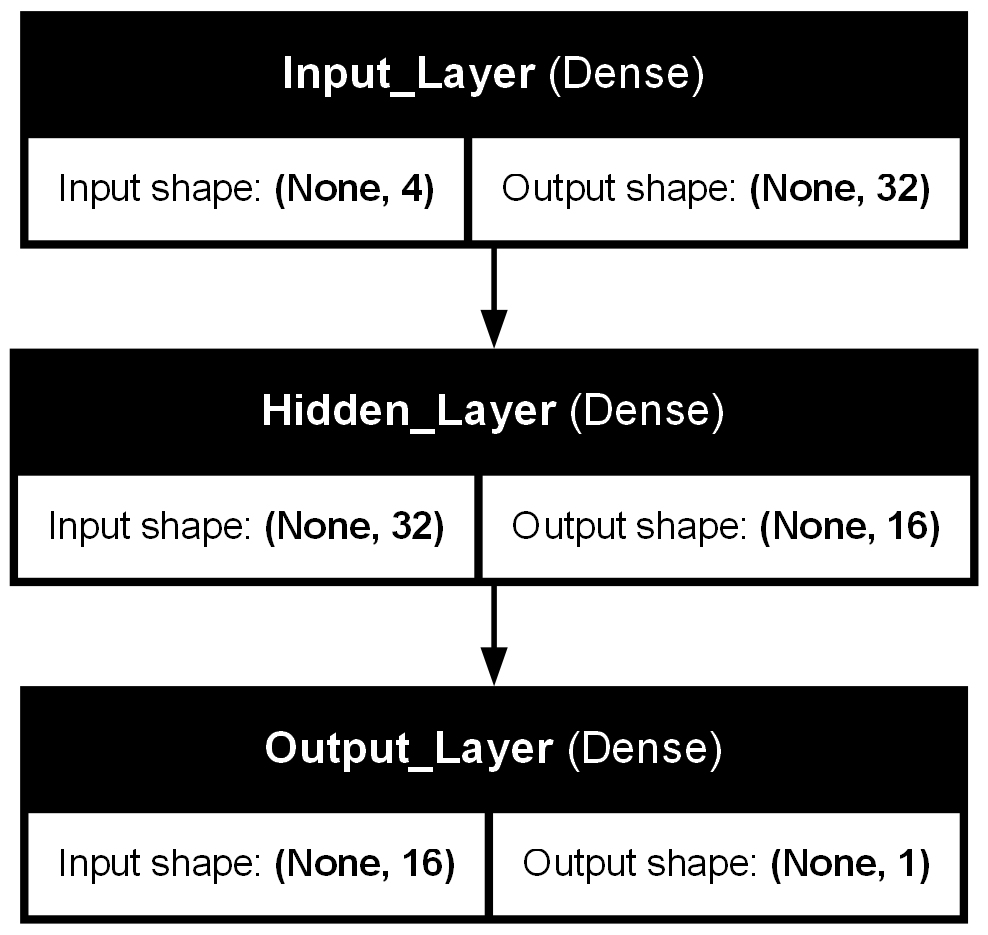 Input_Layer (Dense)
Input shape: (None, 4) Output shape: (None, 32)
Hidden_Layer (Dense)
Input shape: (None, 32) Output shape: (None, 16)
Output_Layer (Dense)
Input shape: (None, 16) Output shape: (None, 1)